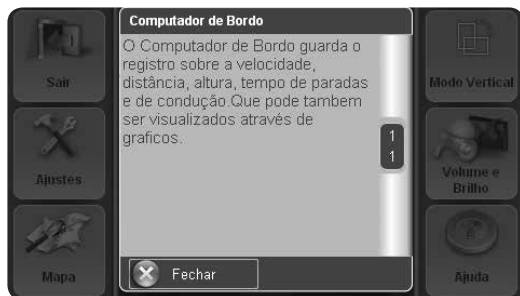 Computador de Bordo
O Computador de Bordo guarda o
registro sobre a velocidade,
distância, altura, tempo de paradas
e de condução.Que pode tambem
ser visualizados através de
graficos.
1
1
Fechar
Sair
Ajustes
Mapa
Modo Vertical
Volume e
Brilho
Ajuda